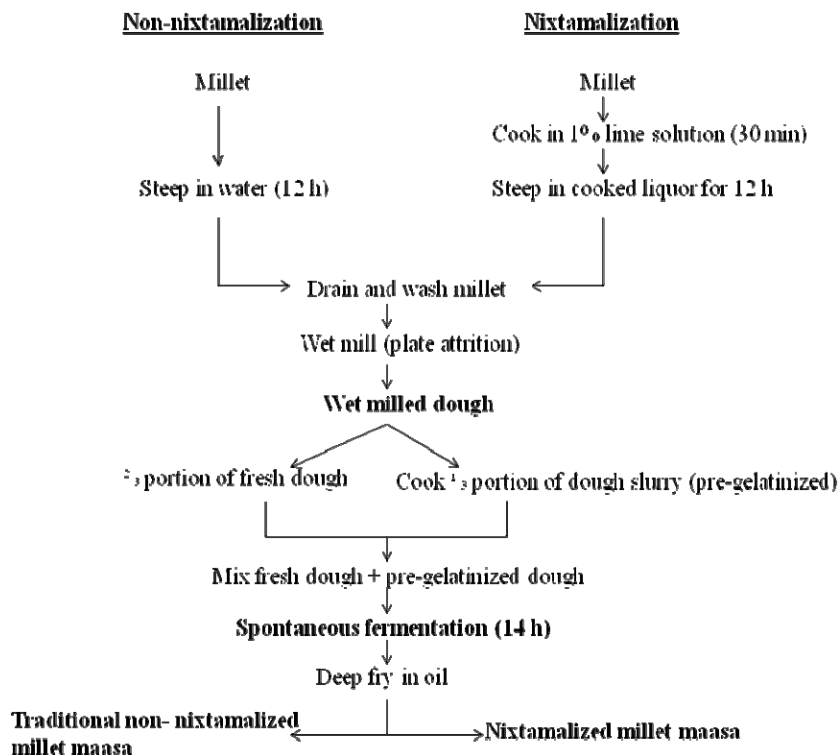 Non-nixtamalization
Nixtamalization
Millet
Millet
Cook in 1% lime solution (30 min)
Steep in water (12 h)
Steep in cooked liquor for 12 h
Drain and wash millet
Wet mill (plate attrition)
Wet milled dough
2/3 portion of fresh dough
Cook 1/3 portion of dough slurry (pre-gelatinized)
Mix fresh dough + pre-gelatinized dough
Spontaneous fermentation (14 h)
Deep fry in oil
Traditional non- nixtamalized
millet maasa
Nixtamalized millet maasa